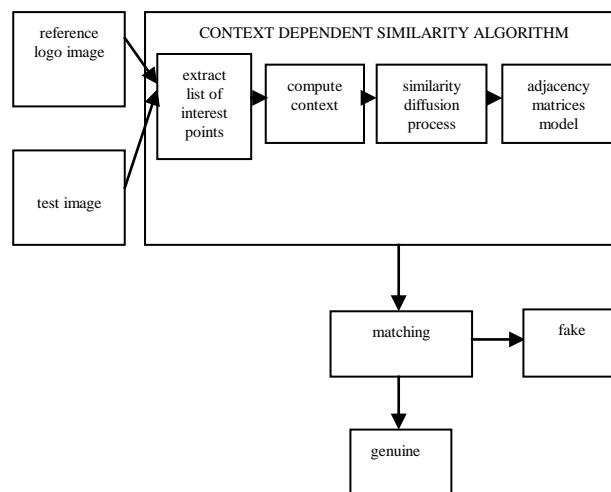 reference
logo image
CONTEXT DEPENDENT SIMILARITY ALGORITHM
extract
list of
interest
points
compute
context
similarity
diffusion
process
adjacency
matrices
model
test image
matching
fake
genuine